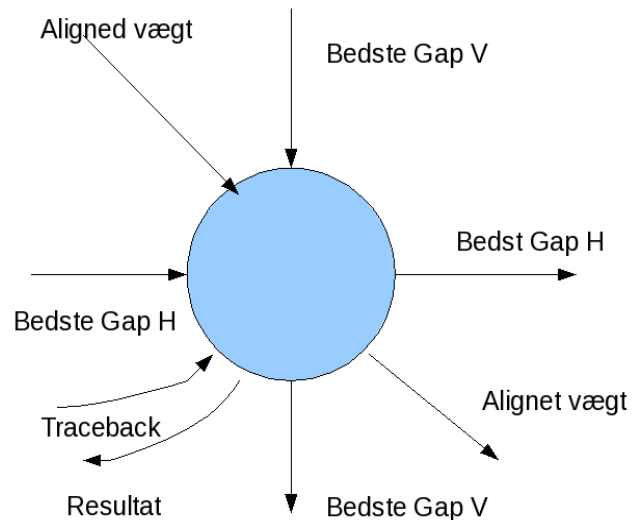 Aligned vægt
Bedste Gap V
Bedst Gap H
Bedste Gap H
Alignet vægt
Traceback
Resultat
Bedste Gap V